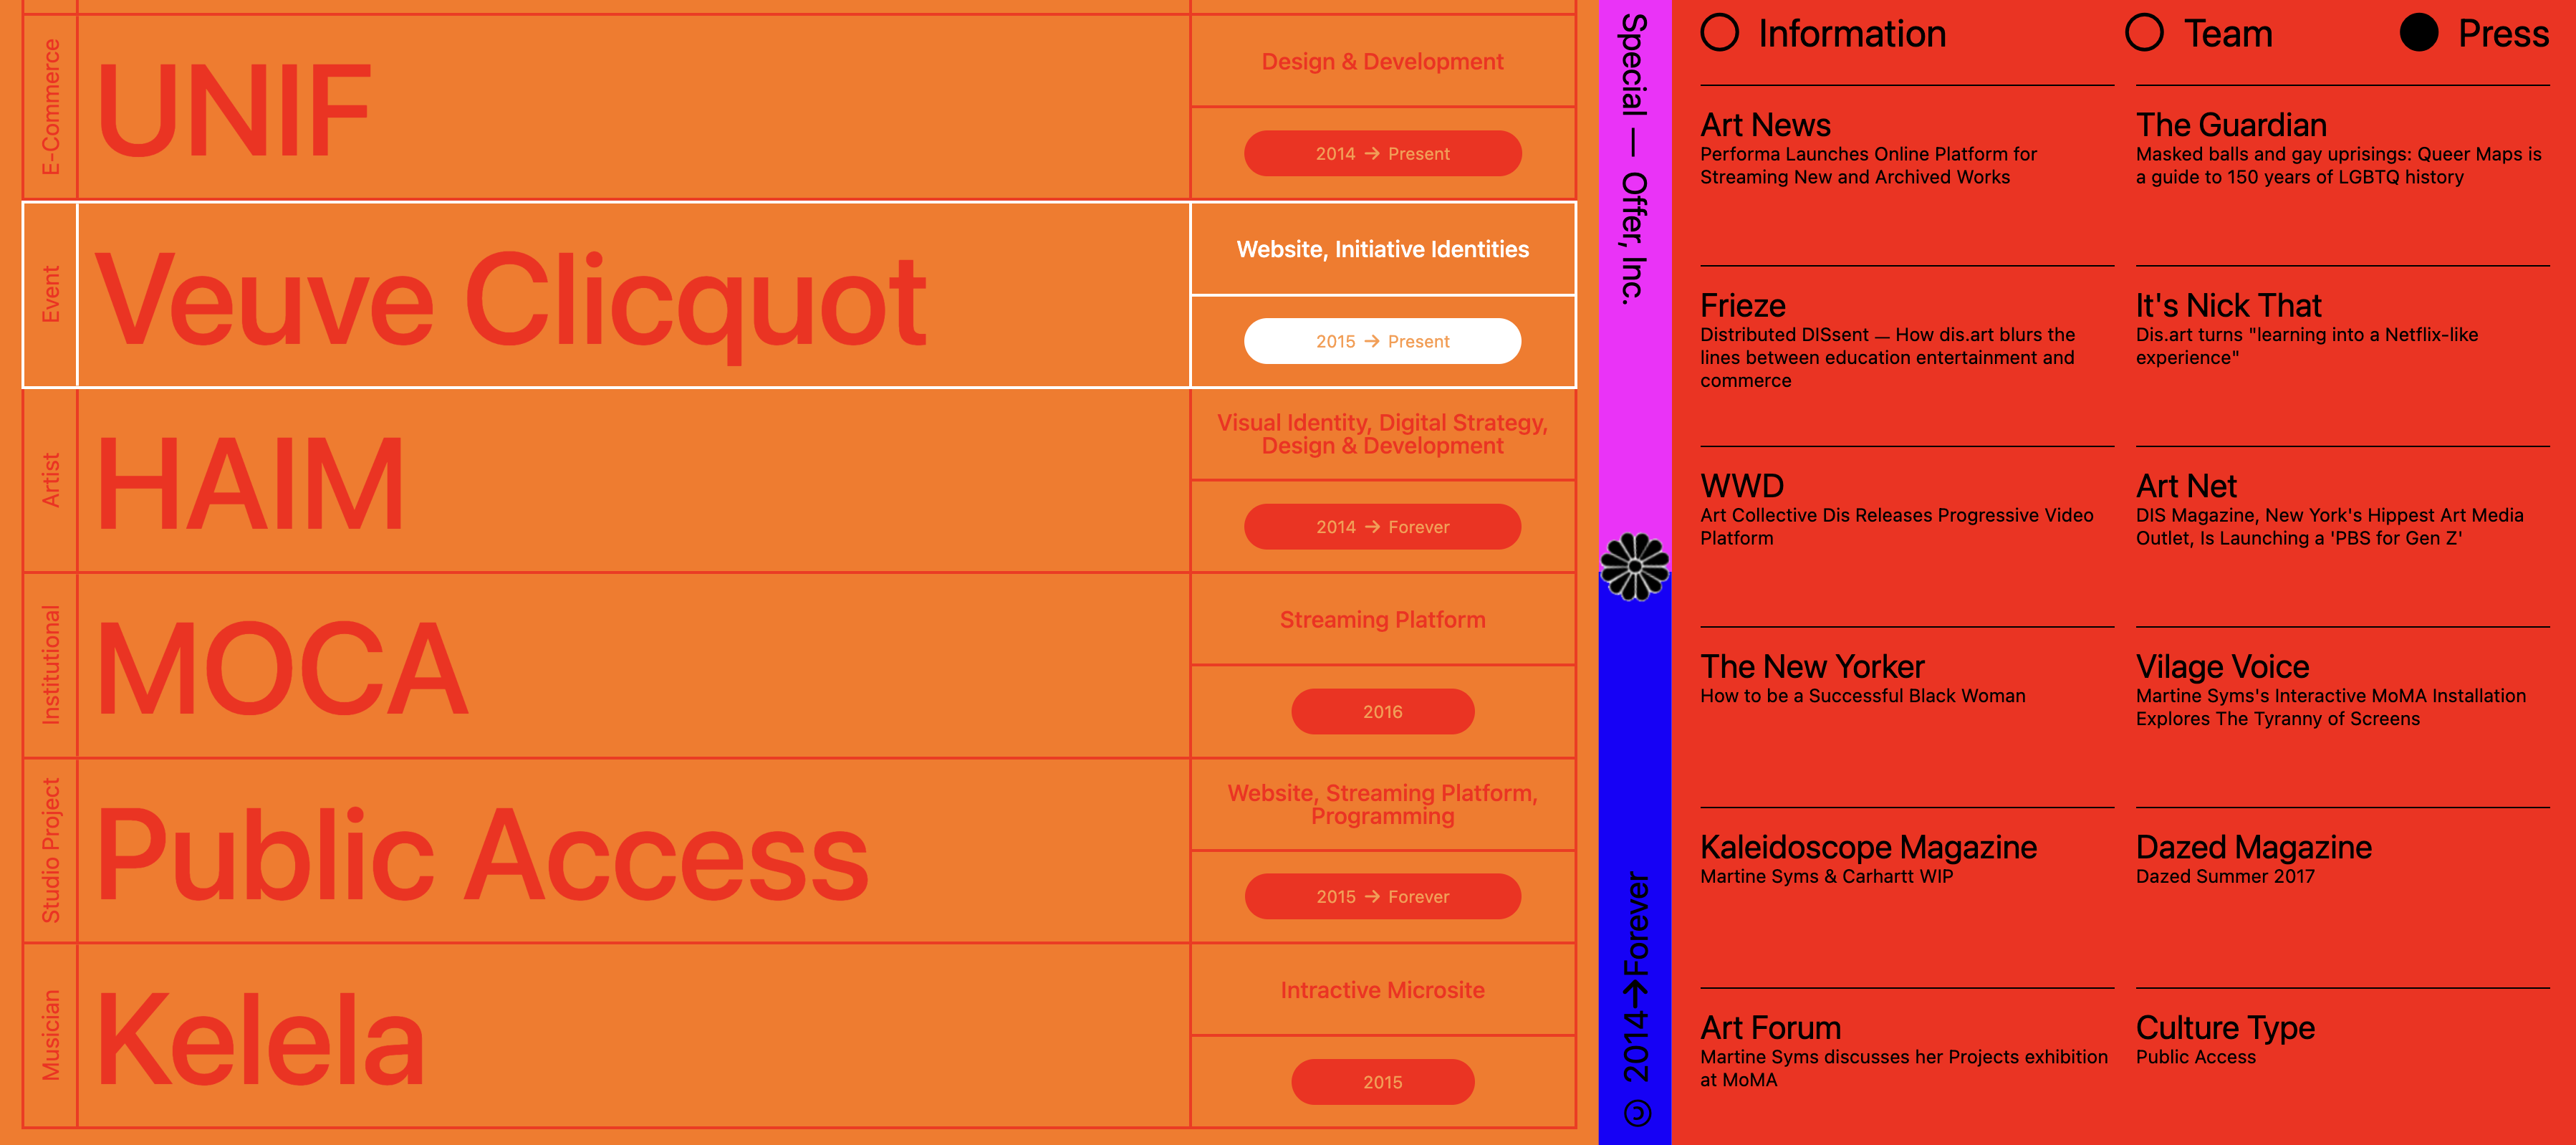 E-Commerce
UNIF
Design & Development
2014 → Present
Event
Veuve Clicquot
Website, Initiative Identities
2015 → Present
Artist
HAIM
Visual Identity, Digital Strategy,
Design & Development
2014 → Forever
Institutional
MOCA
Streaming Platform
2016
Studio Project
Public Access
Website, Streaming Platform,
Programming
2015 → Forever
Musician
Kelela
Intractive Microsite
2015
Special — Offer, Inc.
© 2014→Forever
Information
Team
Press
Art News
Performa Launches Online Platform for
Streaming New and Archived Works
The Guardian
Masked balls and gay uprisings: Queer Maps is
a guide to 150 years of LGBTQ history
Frieze
Distributed DISsent — How dis.art blurs the
lines between education entertainment and
commerce
It's Nick That
Dis.art turns "learning into a Netflix-like
experience"
WWD
Art Collective Dis Releases Progressive Video
Platform
Art Net
DIS Magazine, New York's Hippest Art Media
Outlet, Is Launching a 'PBS for Gen Z'
The New Yorker
How to be a Successful Black Woman
Vilage Voice
Martine Syms's Interactive MoMA Installation
Explores The Tyranny of Screens
Kaleidoscope Magazine
Martine Syms & Carhartt WIP
Dazed Magazine
Dazed Summer 2017
Art Forum
Martine Syms discusses her Projects exhibition
at MoMA
Culture Type
Public Access